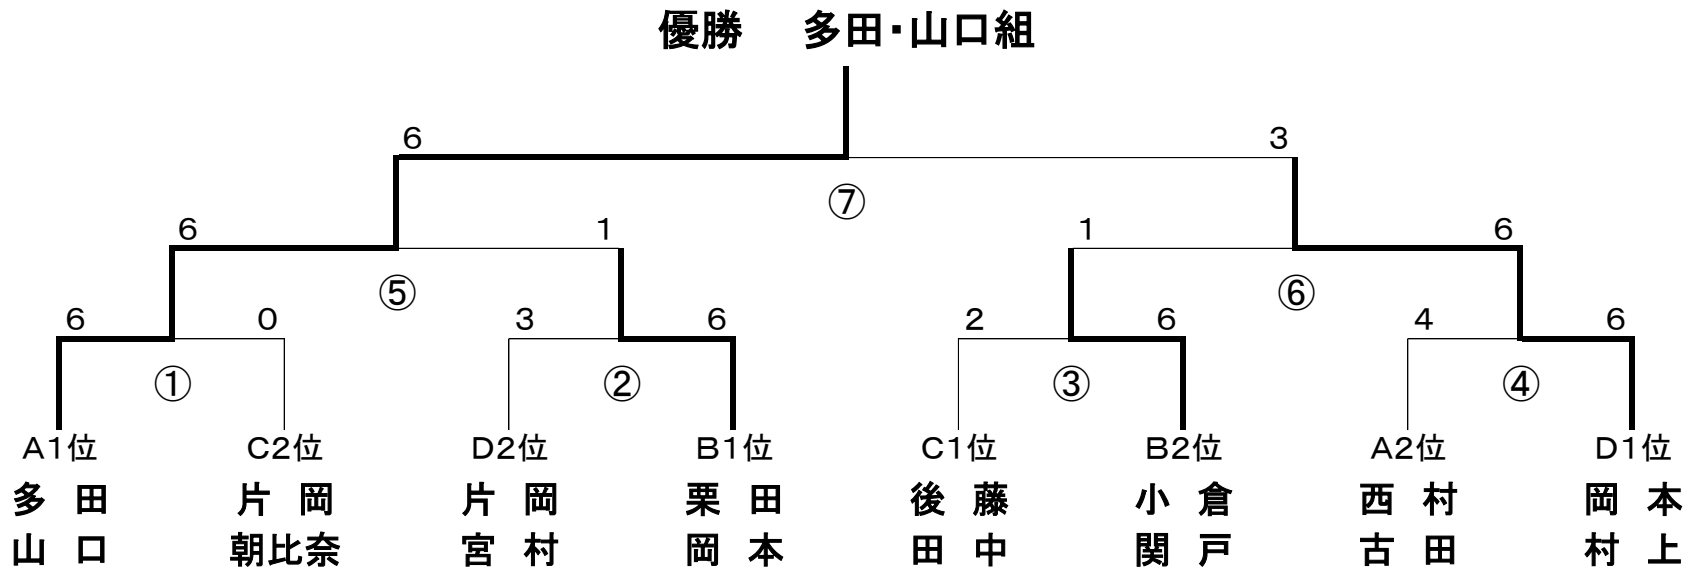 優勝　多田・山口組
6　3
⑦
6　1　1　6
⑤　⑥
6　0　3　6　2　6　4　6
①　②　③　④
A1位　C2位　D2位　B1位　C1位　B2位　A2位　D1位
多田　片岡　片岡　栗田　後藤　小倉　西村　岡本
山口　朝比奈　宮村　岡本　田中　関戸　古田　村上